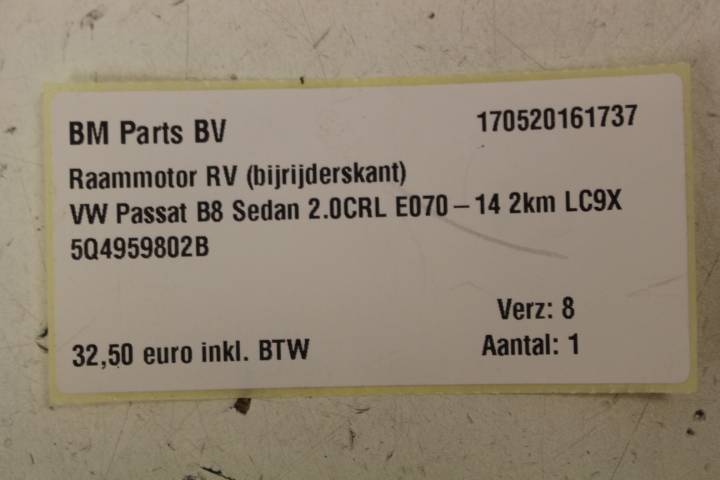 BM Parts BV 170520161737
Raammotor RV (bijrijderskant)
VW Passat B8 Sedan 2.0CRL E070-14 2km LC9X
5Q4959802B
Verz: 8
32,50 euro inkl. BTW Aantal: 1